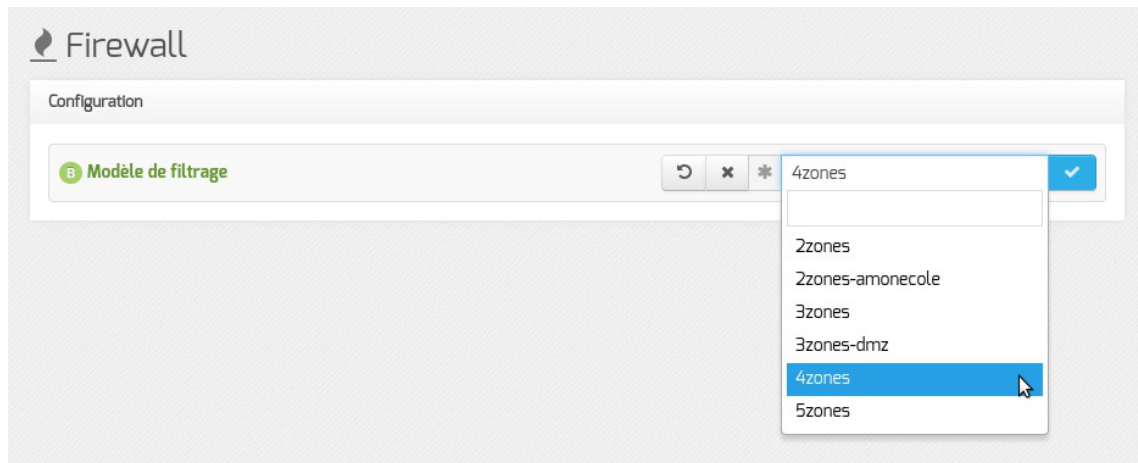 Firewall
Configuration
B Modèle de filtrage
4zones
2zones
2zones-amonecole
3zones
3zones-dmz
4zones
5zones